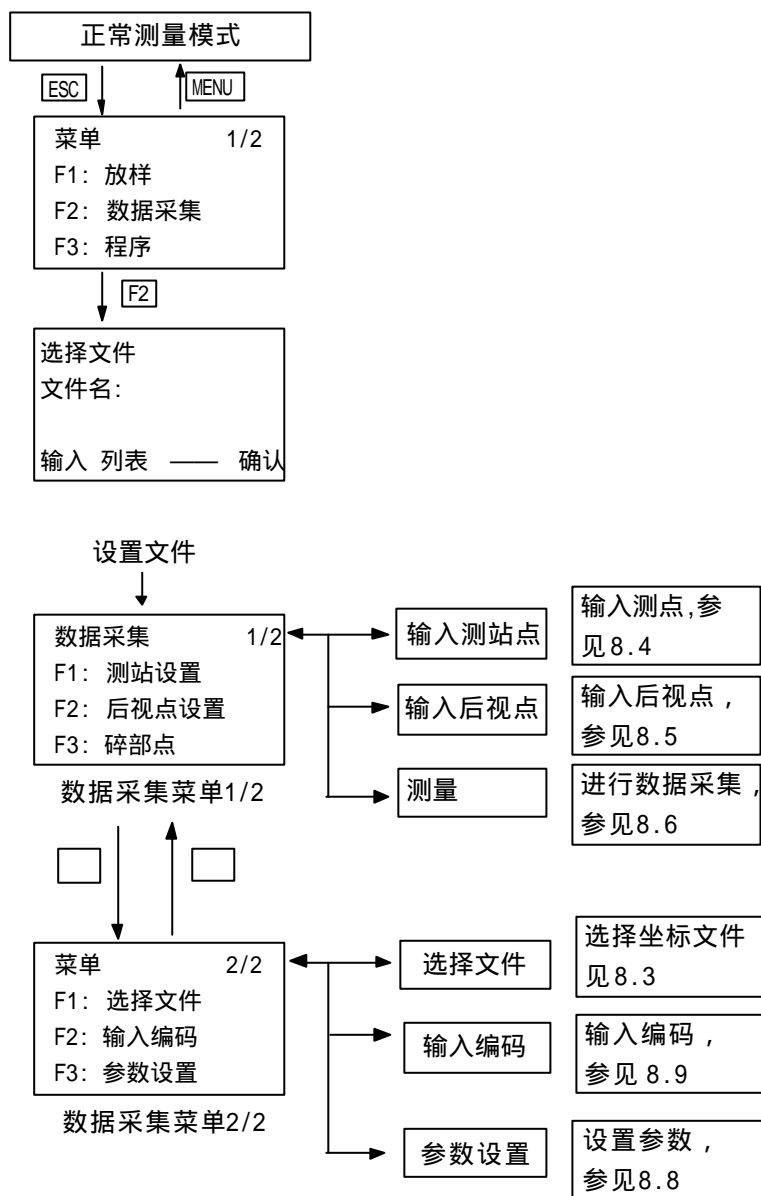 正常测量模式
ESC
MENU
菜单 1/2
F1: 放样
F2: 数据采集
F3: 程序
F2
选择文件
文件名:
输入 列表 —— 确认
设置文件
数据采集 1/2
F1: 测站设置
F2: 后视点设置
F3: 碎部点
数据采集菜单1/2
输入测站点
输入测点,参
见8.4
输入后视点
输入后视点，
参见8.5
测量
进行数据采集，
参见8.6
菜单 2/2
F1: 选择文件
F2: 输入编码
F3: 参数设置
数据采集菜单2/2
选择文件
选择坐标文件
见8.3
输入编码
输入编码，
参见 8.9
参数设置
设置参数，
参见8.8